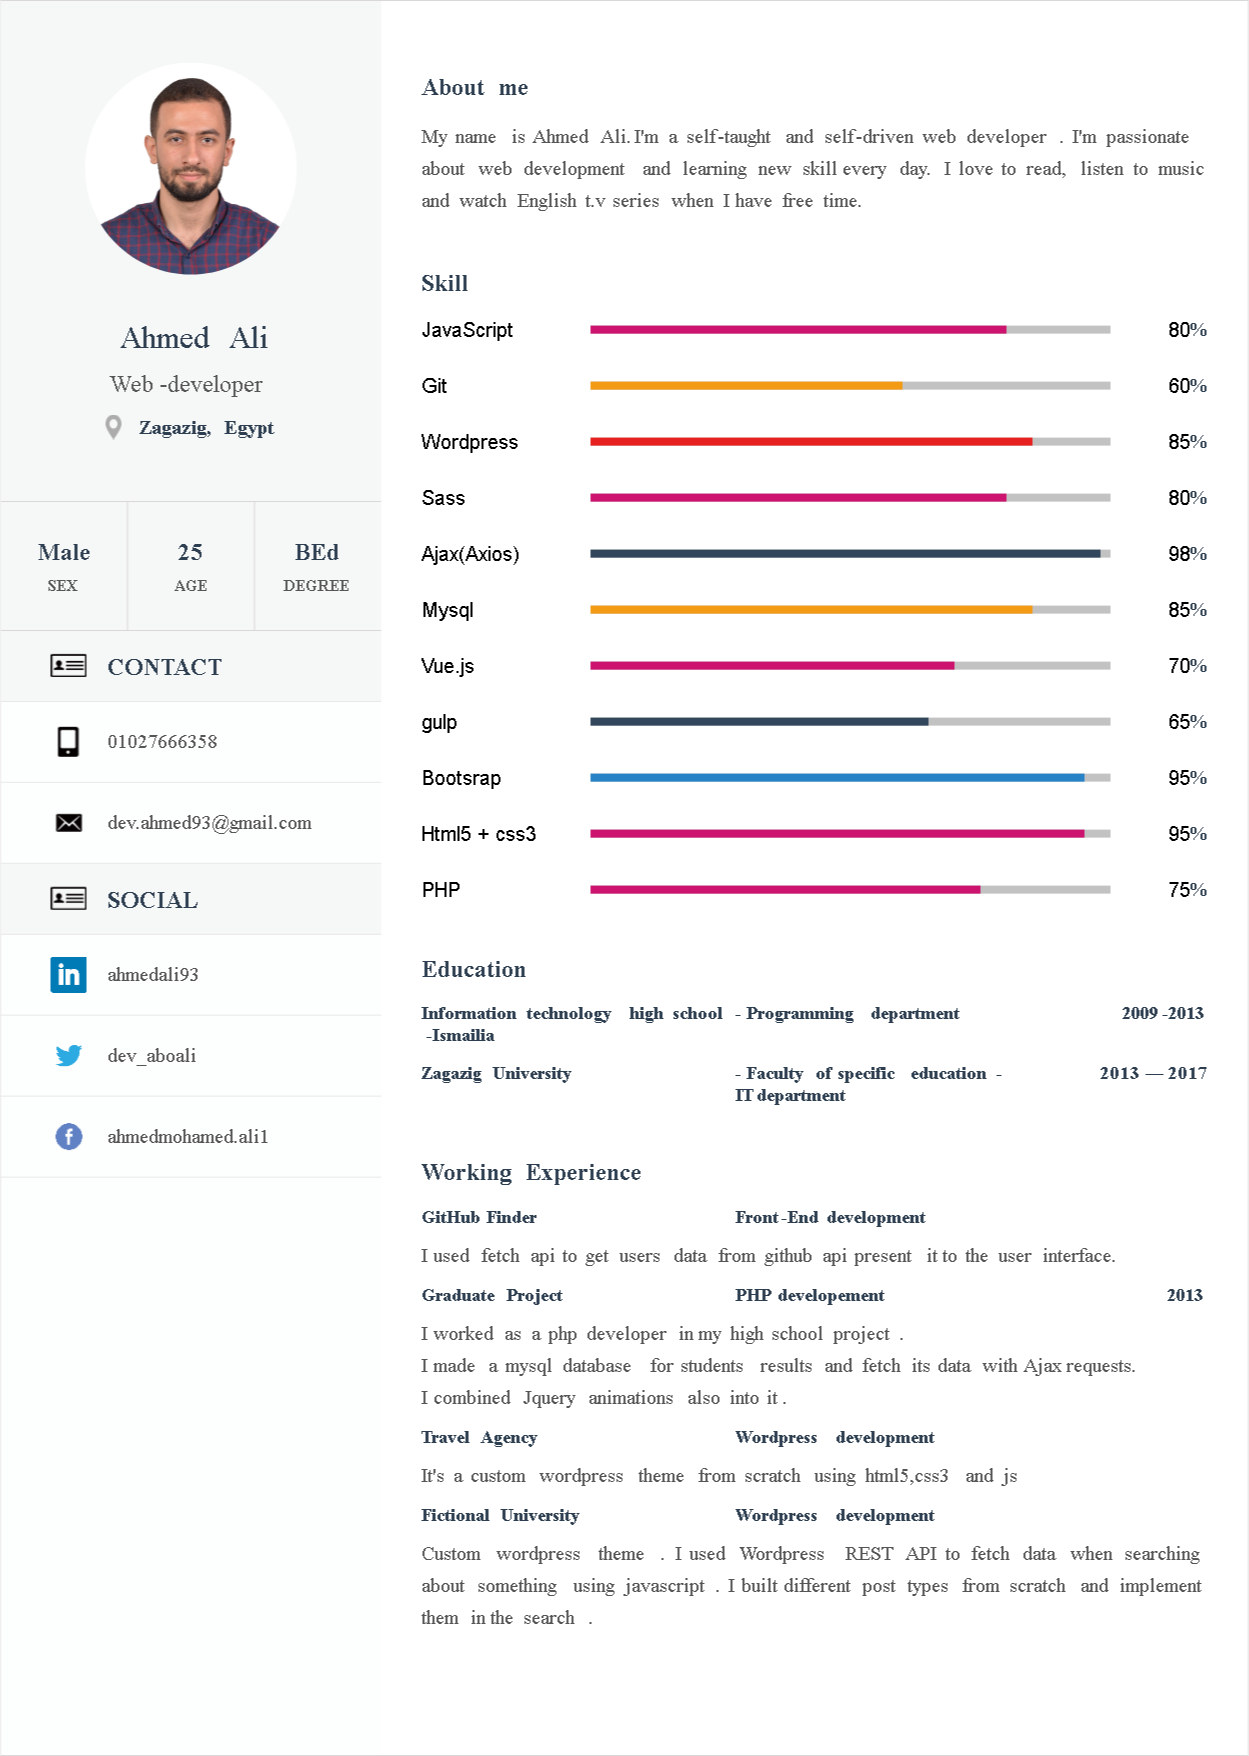 Ahmed Ali
Web -developer
Zagazig, Egypt
Male
SEX
25
AGE
BEd
DEGREE
CONTACT
01027666358
dev.ahmed93@gmail.com
SOCIAL
in
ahmedali93
dev_aboali
f
ahmedmohamed.ali1
About me
My name is Ahmed Ali. I'm a self-taught and self-driven web developer . I'm passionate
about web development and learning new skill every day. I love to read, listen to music
and watch English t.v series when I have free time.
Skill
JavaScript 80%
Git 60%
Wordpress 85%
Sass 80%
Ajax(Axios) 98%
Mysql 85%
Vue.js 70%
gulp 65%
Bootsrap 95%
Html5 + css3 95%
PHP 75%
Education
Information technology high school - Programming department 2009 -2013
-Ismailia
Zagazig University - Faculty of specific education - 2013 — 2017
IT department
Working Experience
GitHub Finder Front -End development
I used fetch api to get users data from github api present it to the user interface.
Graduate Project PHP developement 2013
I worked as a php developer in my high school project .
I made a mysql database for students results and fetch its data with Ajax requests.
I combined Jquery animations also into it .
Travel Agency Wordpress development
It's a custom wordpress theme from scratch using html5,css3 and js
Fictional University Wordpress development
Custom wordpress theme . I used Wordpress REST API to fetch data when searching
about something using javascript . I built different post types from scratch and implement
them in the search .